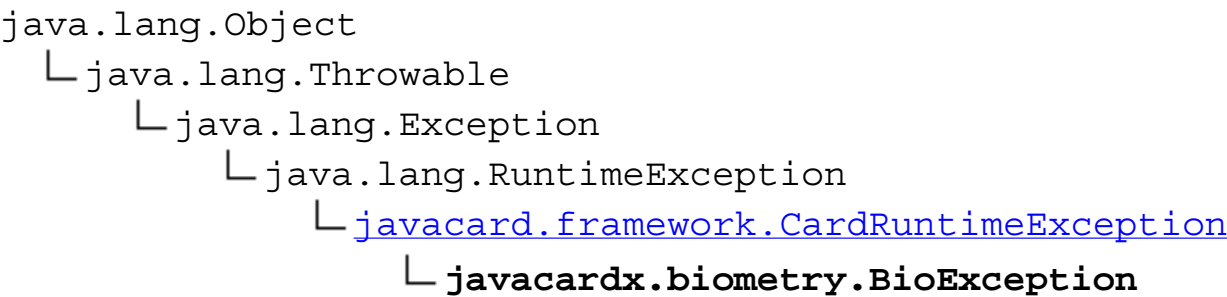 java.lang.Object
java.lang.Throwable
java.lang.Exception
java.lang.RuntimeException
javacard.framework.CardRuntimeException
javacardx.biometry.BioException